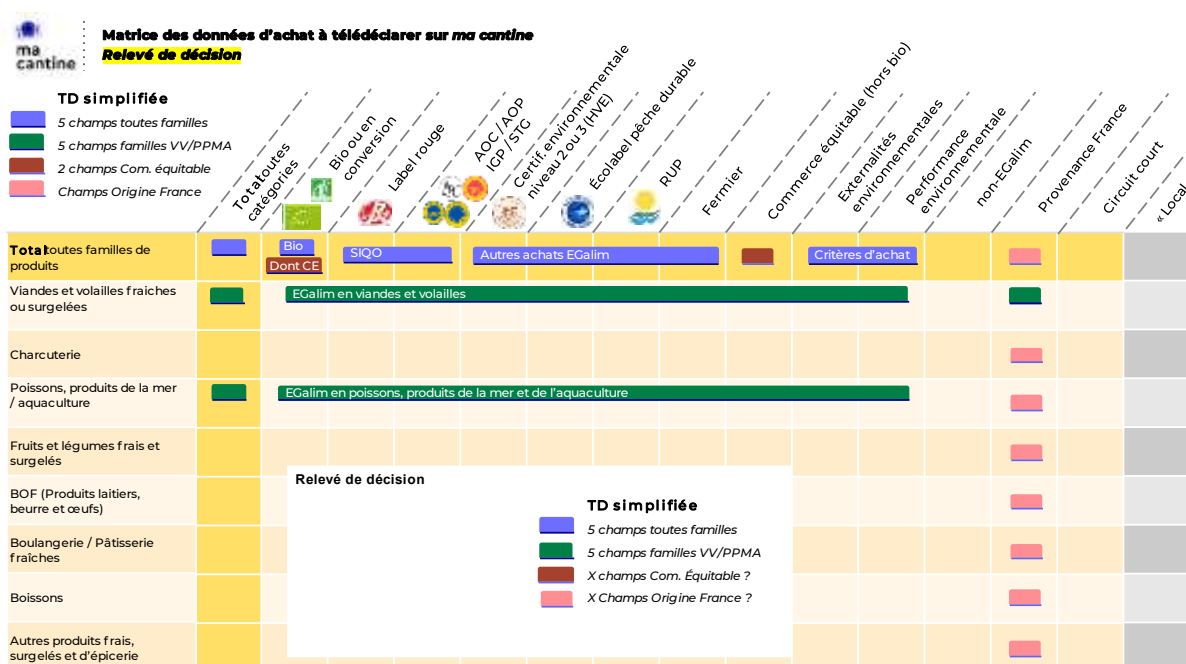 ma
cantine
Matrice des données d'achat à télédéclarer sur ma cantine
Relevé de décision
TD simplifiée
5 champs toutes familles
5 champs familles VV/PPMA
2 champs Com. équitable
Champs Origine France
Total toutes
catégories
Bio ou en
conversion
Label rouge
AOC / AOP
IGP / STG
Certif. environnementale
niveau 2 ou 3 (HVE)
Écolabel pêche durable
RUP
Fermier
Commerce équitable (hors bio)
Externalités
environnementales
Performance
environnementale
non-EGalim
Provenance France
Circuit court
« Local
Total toutes familles de
produits
Bio
Dont CE
SIQO
Autres achats EGalim
Critères d'achat
Viandes et volailles fraiches
ou surgelées
EGalim en viandes et volailles
Charcuterie
Poissons, produits de la mer
/ aquaculture
EGalim en poissons, produits de la mer et de l'aquaculture
Fruits et légumes frais et
surgelés
BOF (Produits laitiers,
beurre et œufs)
Boulangerie / Pâtisserie
fraîches
Boissons
Autres produits frais,
surgelés et d'épicerie
Relevé de décision
TD simplifiée
5 champs toutes familles
5 champs familles VV/PPMA
X champs Com. Équitable ?
X Champs Origine France ?